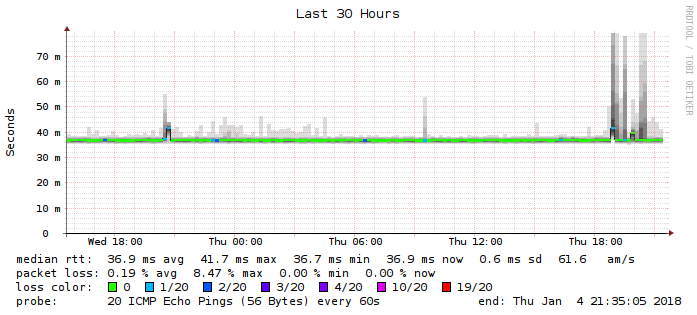 Last 30 Hours
RRDTOOL / TOBI OETIKER
Seconds
70 m
60 m
50 m
40 m
30 m
20 m
10 m
0
Wed 18:00 Thu 00:00 Thu 06:00 Thu 12:00 Thu 18:00
median rtt: 36.9 ms avg 41.7 ms max 36.7 ms min 36.9 ms now 0.6 ms sd 61.6 am/s
packet loss: 0.19 % avg 8.47 % max 0.00 % min 0.00 % now
loss color: 0 1/20 2/20 3/20 4/20 10/20 19/20
probe: 20 ICMP Echo Pings (56 Bytes) every 60s end: Thu Jan 4 21:35:05 2018